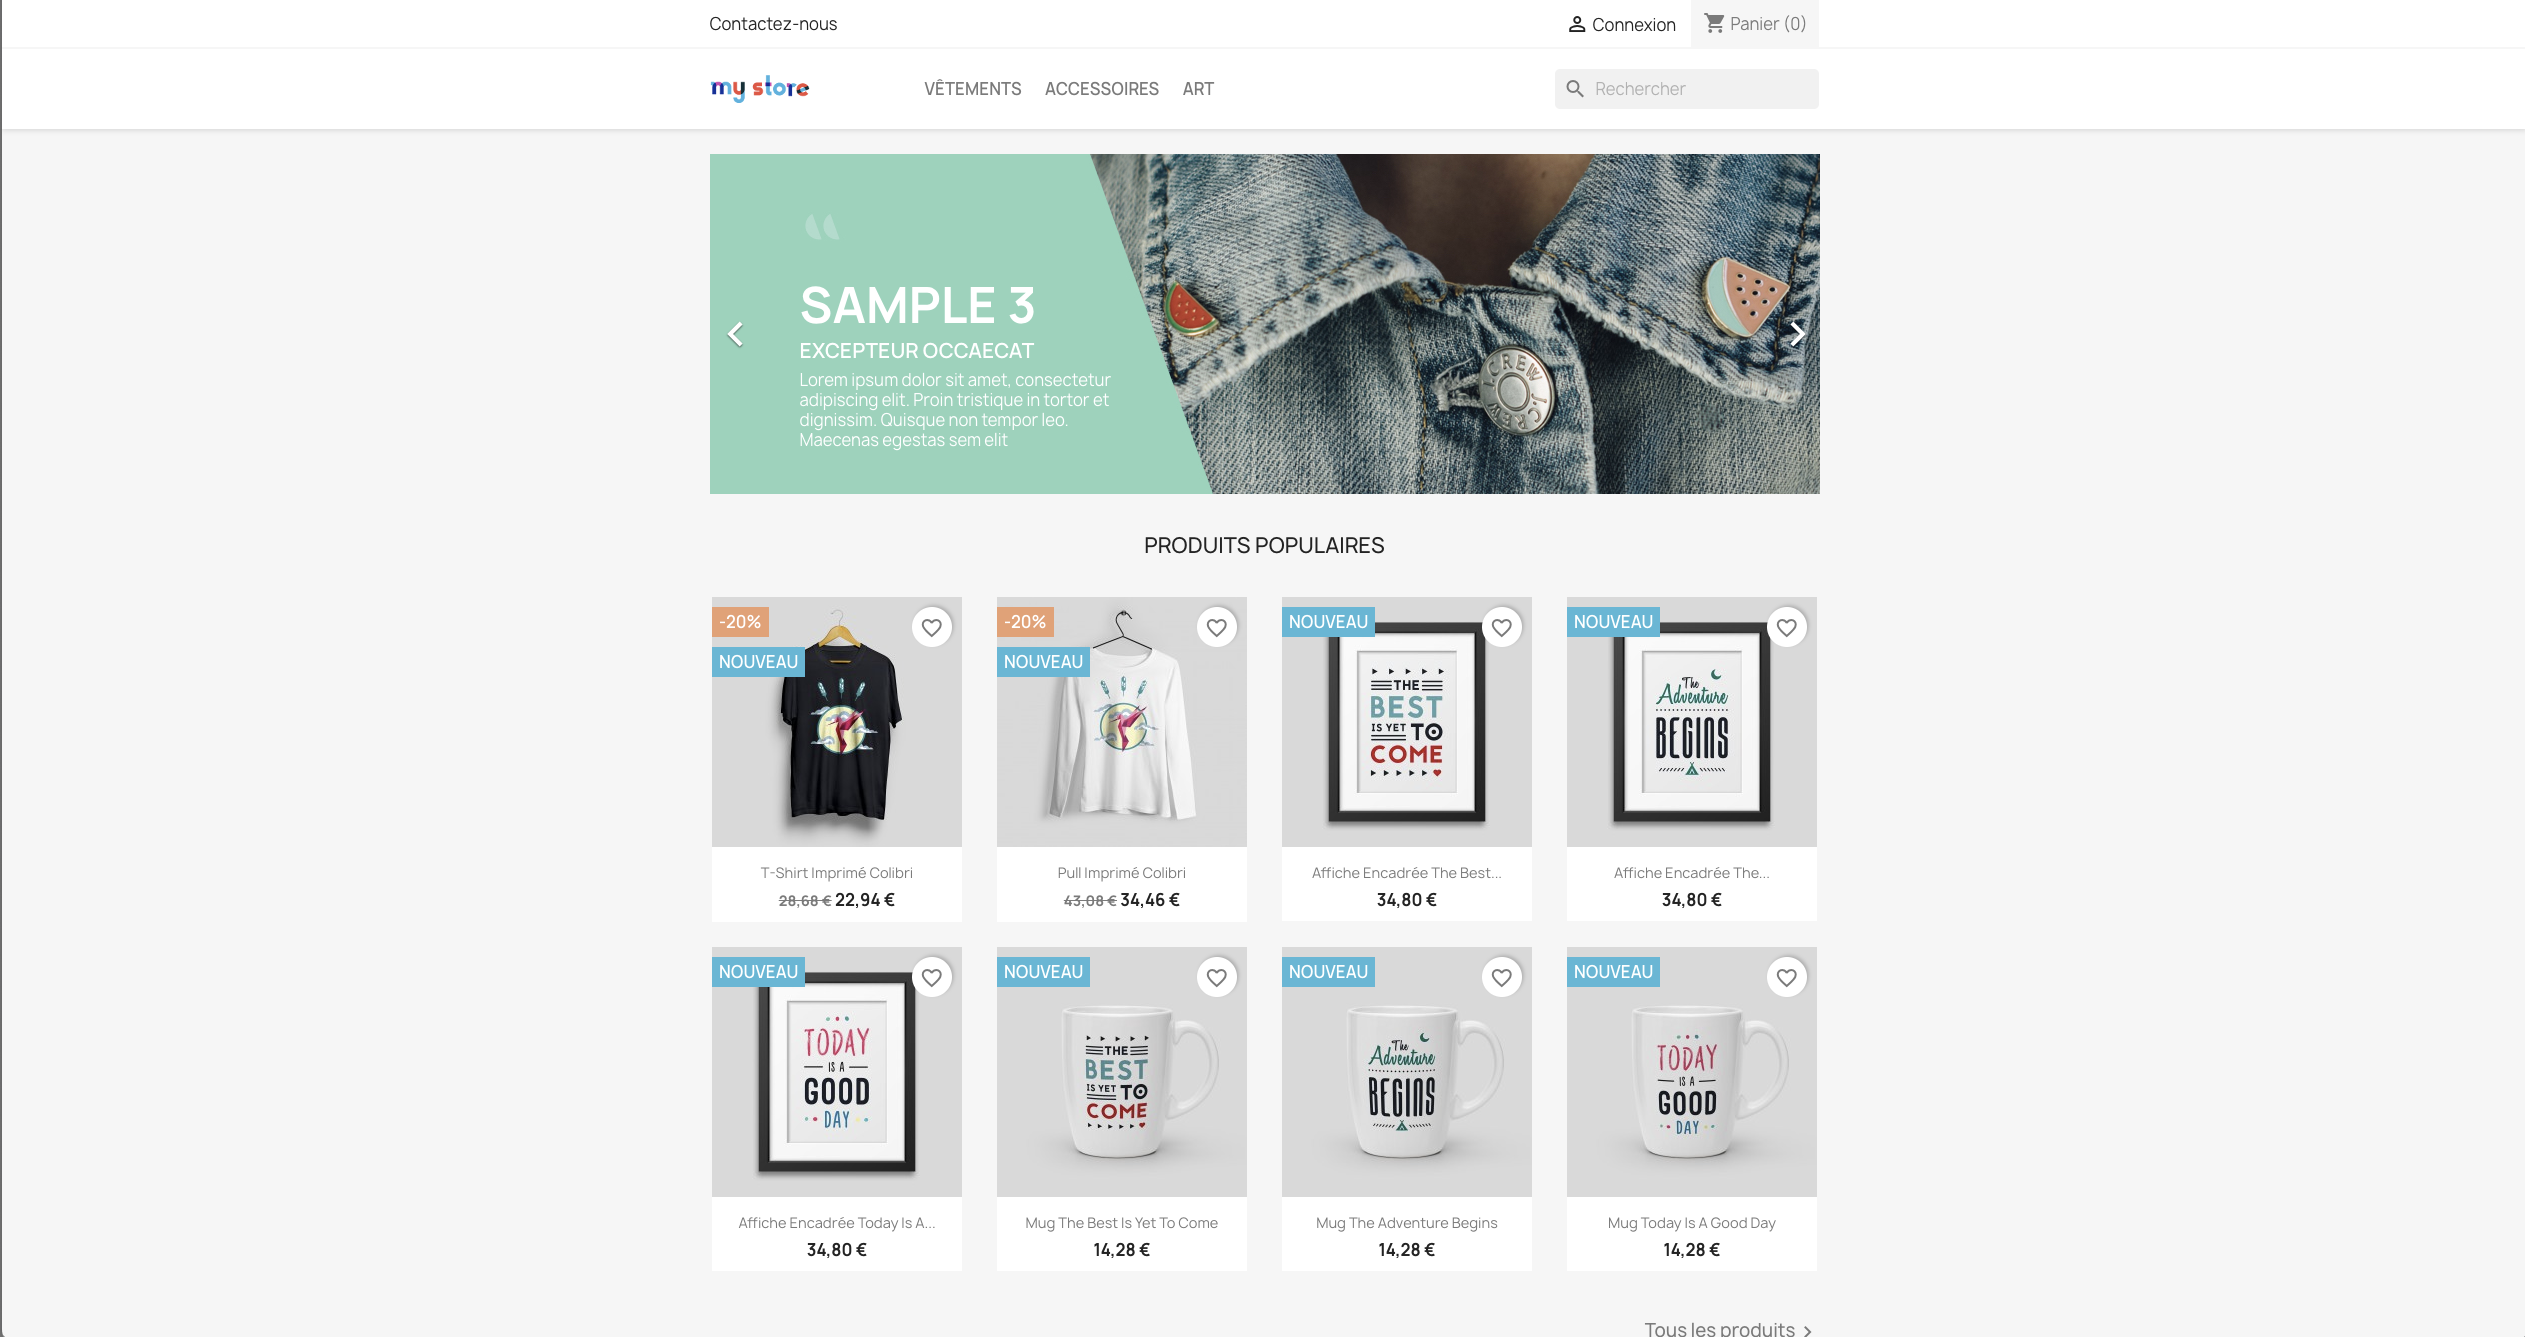 Contactez-nous
Connexion
Panier (0)
my store
VÊTEMENTS
ACCESSOIRES
ART
Rechercher
SAMPLE 3
EXCEPTEUR OCCAECAT
Lorem ipsum dolor sit amet, consectetur
adipiscing elit. Proin tristique in tortor et
dignissim. Quisque non tempor leo.
Maecenas egestas sem elit
J.CREW
J.CREW
PRODUITS POPULAIRES
-20%
NOUVEAU
T-Shirt Imprimé Colibri
28,68 € 22,94 €
-20%
NOUVEAU
Pull Imprimé Colibri
43,08 € 34,46 €
NOUVEAU
THE
BEST
IS YET TO
COME
Affiche Encadrée The Best...
34,80 €
NOUVEAU
The
Adventure
BEGINS
Affiche Encadrée The...
34,80 €
NOUVEAU
TODAY
IS A
GOOD
DAY
Affiche Encadrée Today Is A...
34,80 €
NOUVEAU
THE
BEST
IS YET TO
COME
Mug The Best Is Yet To Come
14,28 €
NOUVEAU
The
Adventure
BEGINS
Mug The Adventure Begins
14,28 €
NOUVEAU
TODAY
IS A
GOOD
DAY
Mug Today Is A Good Day
14,28 €
Tous les produits